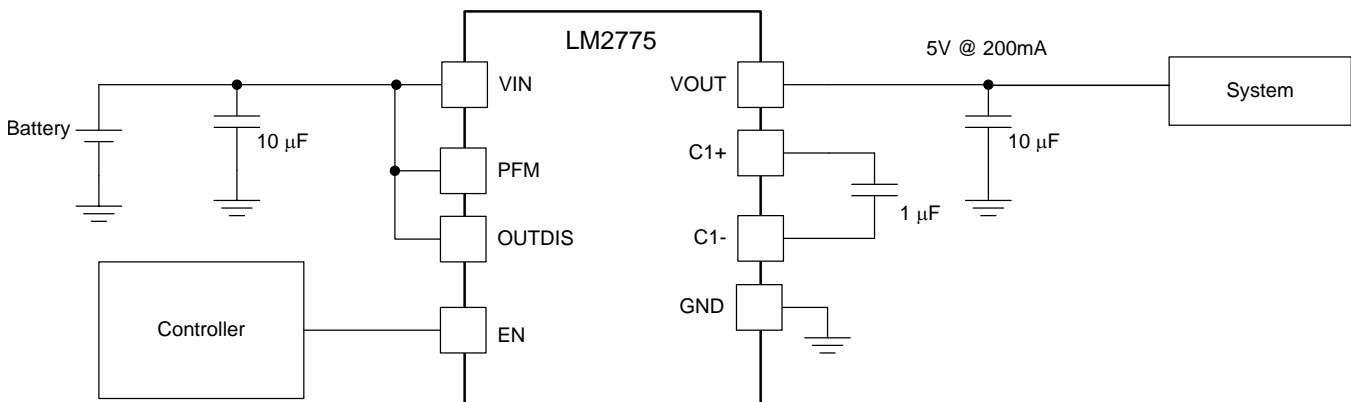 LM2775
5V @ 200mA
VIN
VOUT
System
Battery
10 μF
10 μF
C1+
PFM
1 μF
OUTDIS
C1-
GND
Controller
EN